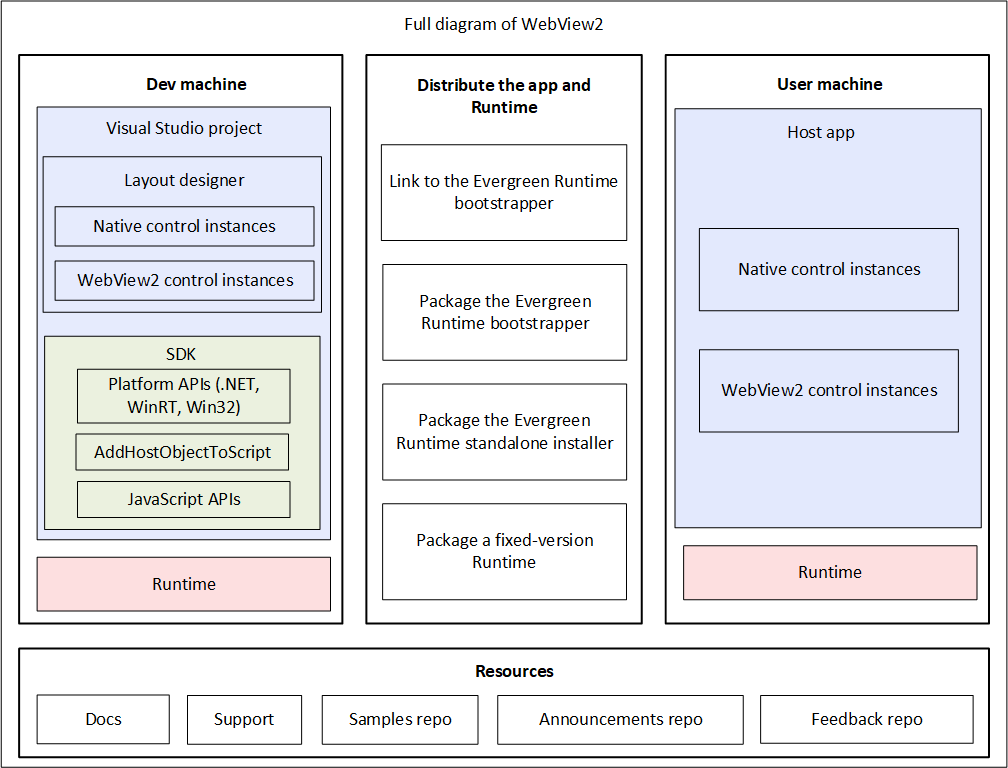 Full diagram of WebView2
Dev machine
Visual Studio project
Layout designer
Native control instances
WebView2 control instances
SDK
Platform APIs (.NET,
WinRT, Win32)
AddHostObjectToScript
JavaScript APIs
Runtime
Distribute the app and
Runtime
Link to the Evergreen Runtime
bootstrapper
Package the Evergreen
Runtime bootstrapper
Package the Evergreen
Runtime standalone installer
Package a fixed-version
Runtime
User machine
Host app
Native control instances
WebView2 control instances
Runtime
Resources
Docs
Support
Samples repo
Announcements repo
Feedback repo